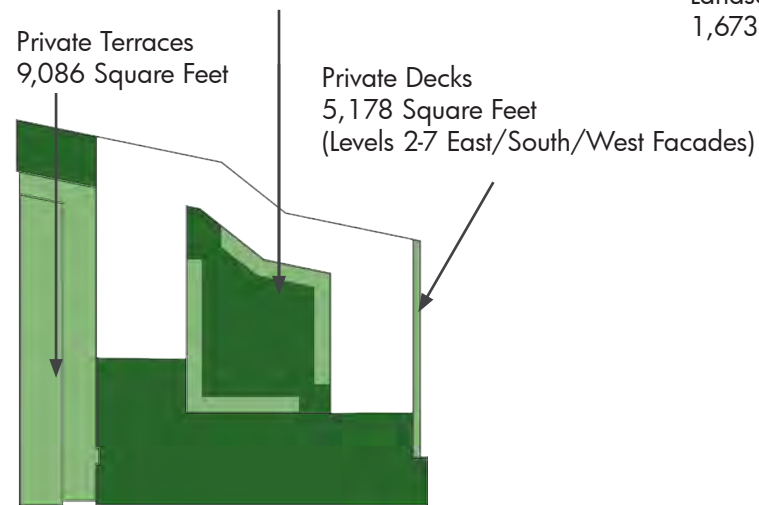 1,673
Private Terraces
9,086 Square Feet
Private Decks
5,178 Square Feet
(Levels 2-7 East/South/West Facades)